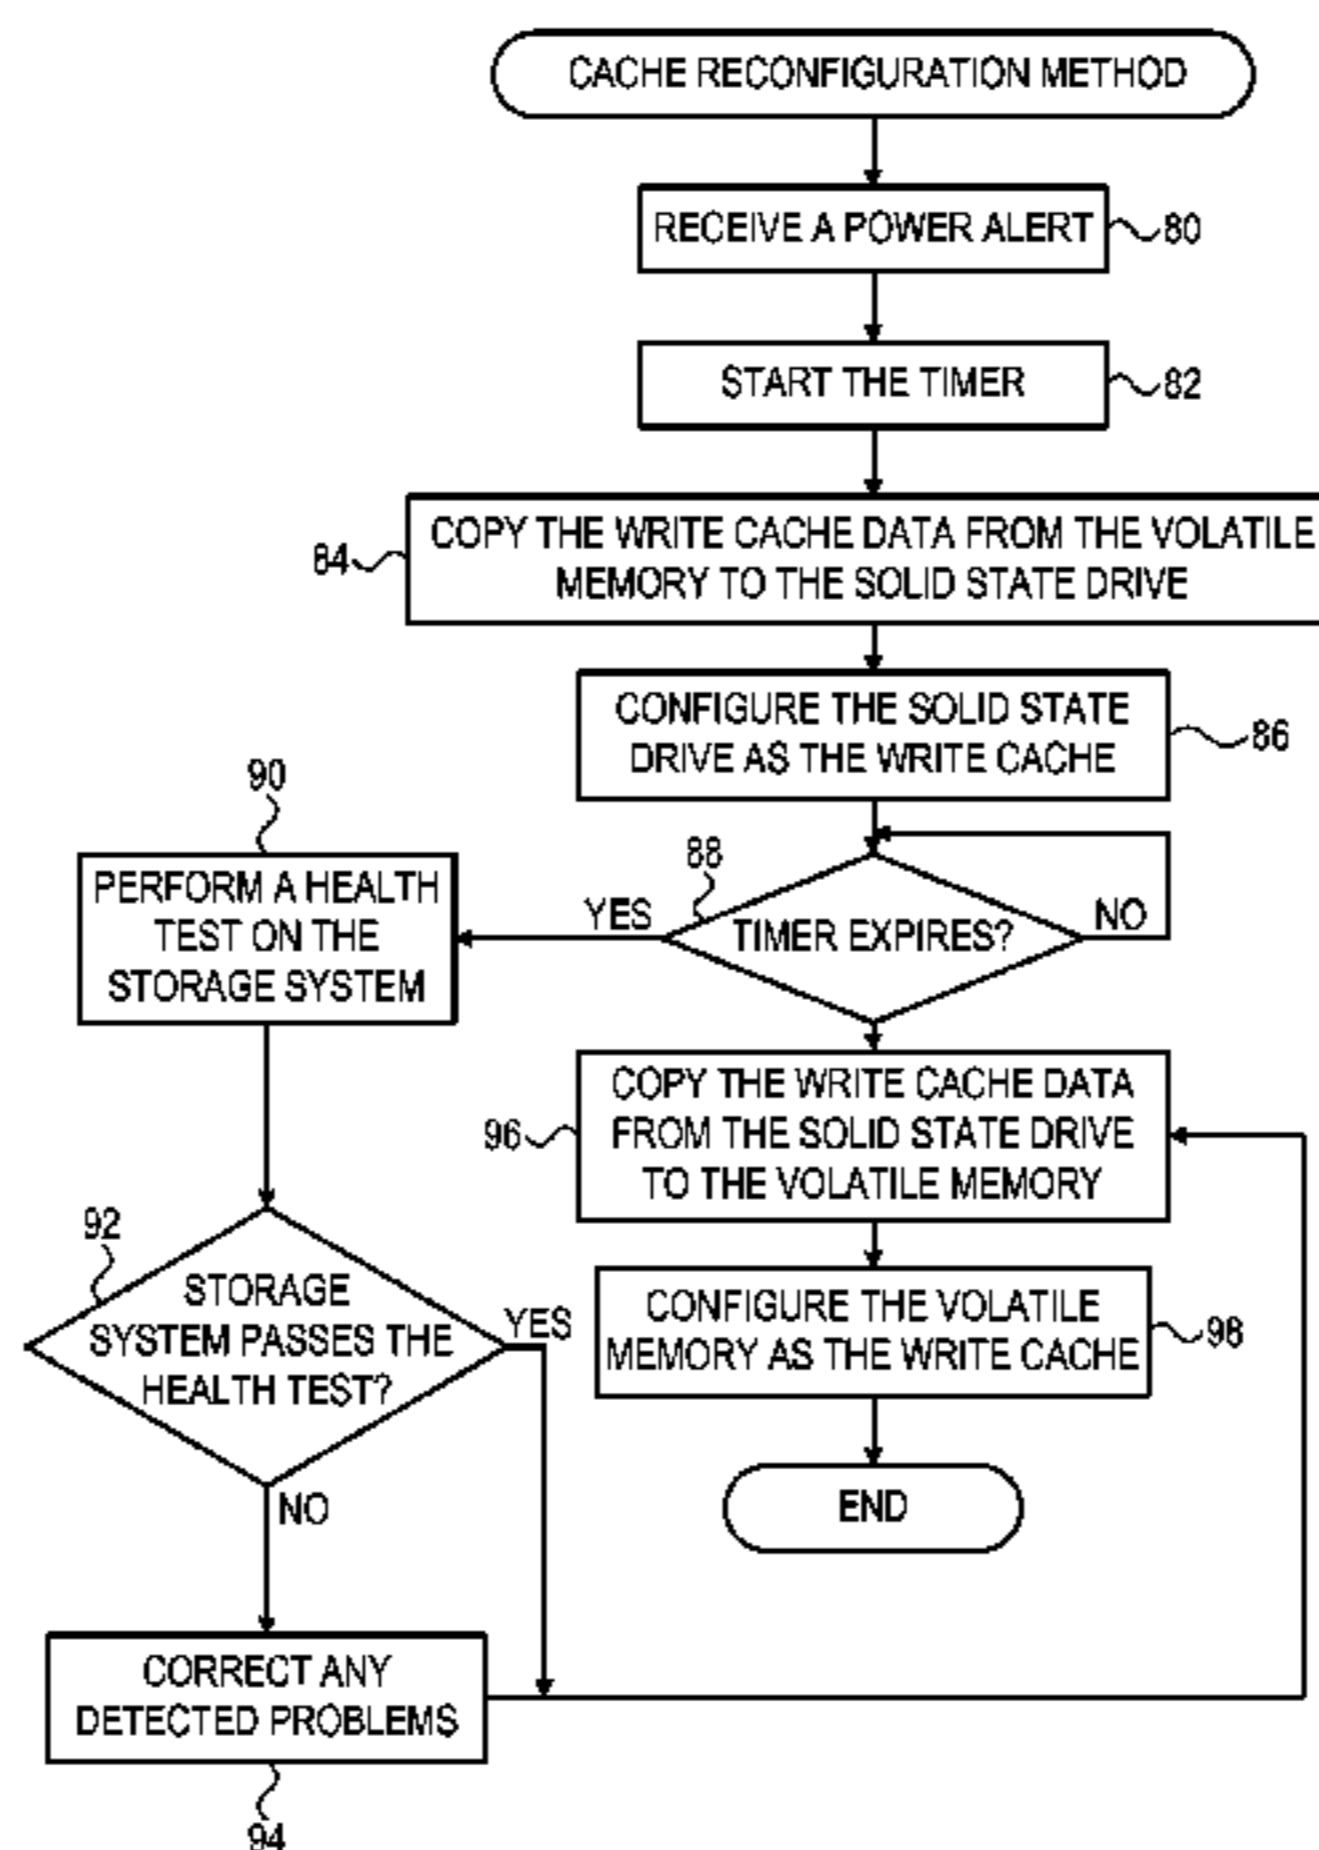 CACHE RECONFIGURATION METHOD
RECEIVE A POWER ALERT
80
START THE TIMER
82
84
COPY THE WRITE CACHE DATA FROM THE VOLATILE
MEMORY TO THE SOLID STATE DRIVE
CONFIGURE THE SOLID STATE
DRIVE AS THE WRITE CACHE
86
90
PERFORM A HEALTH
TEST ON THE
STORAGE SYSTEM
88
YES
TIMER EXPIRES?
NO
96
COPY THE WRITE CACHE DATA
FROM THE SOLID STATE DRIVE
TO THE VOLATILE MEMORY
92
STORAGE
SYSTEM PASSES THE
HEALTH TEST?
YES
NO
CONFIGURE THE VOLATILE
MEMORY AS THE WRITE CACHE
98
END
CORRECT ANY
DETECTED PROBLEMS
94